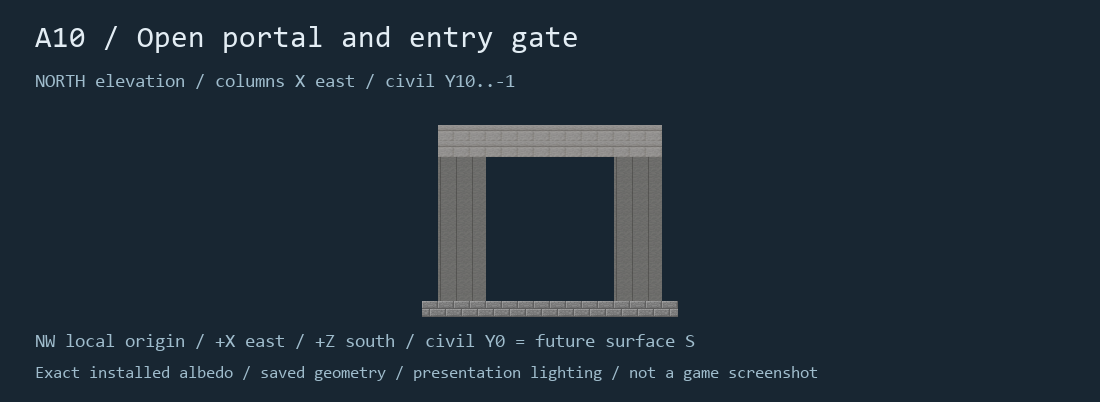 A10 / Open portal and entry gate
NORTH elevation / columns X east / civil Y10..-1
NW local origin / +X east / +Z south / civil Y0 = future surface S
Exact installed albedo / saved geometry / presentation lighting / not a game screenshot